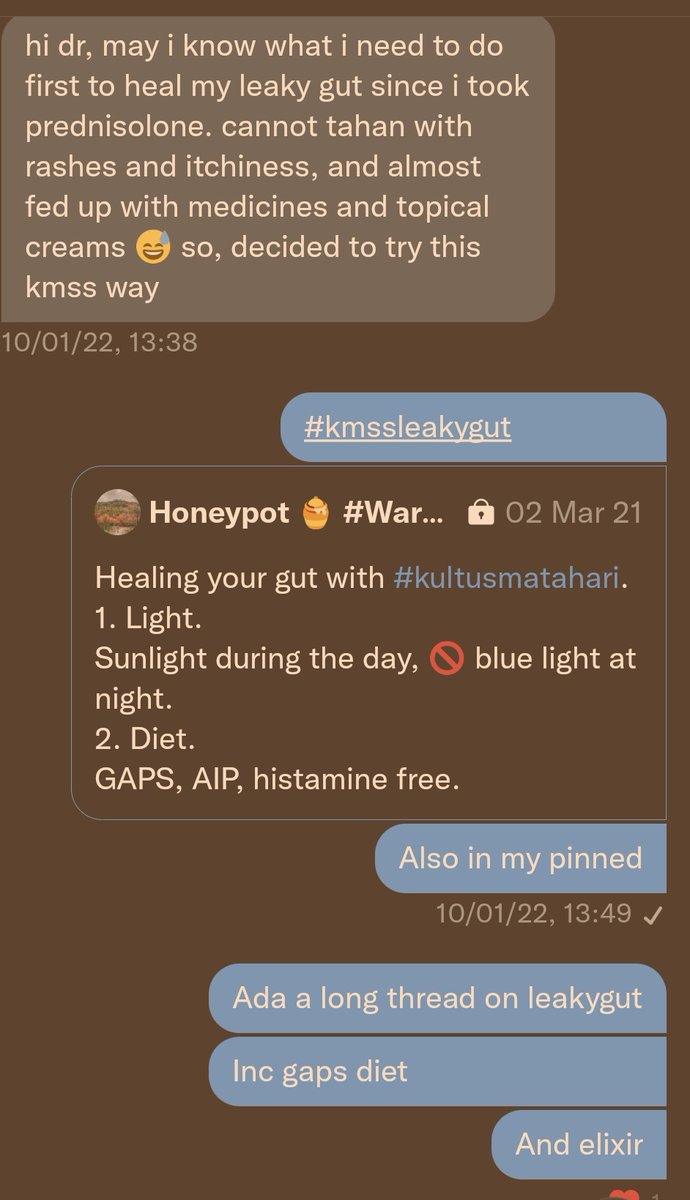 hi dr, may i know what i need to do
first to heal my leaky gut since i took
prednisolone. cannot tahan with
rashes and itchiness, and almost
fed up with medicines and topical
creams 😅 so, decided to try this
kmss way
10/01/22, 13:38
#kmssleakygut
Honeypot 🍯 #War... 02 Mar 21
Healing your gut with #kultusmatahari.
1. Light.
Sunlight during the day, 🚫 blue light at
night.
2. Diet.
GAPS, AIP, histamine free.
Also in my pinned
10/01/22, 13:49 ✓
Ada a long thread on leakygut
Inc gaps diet
And elixir